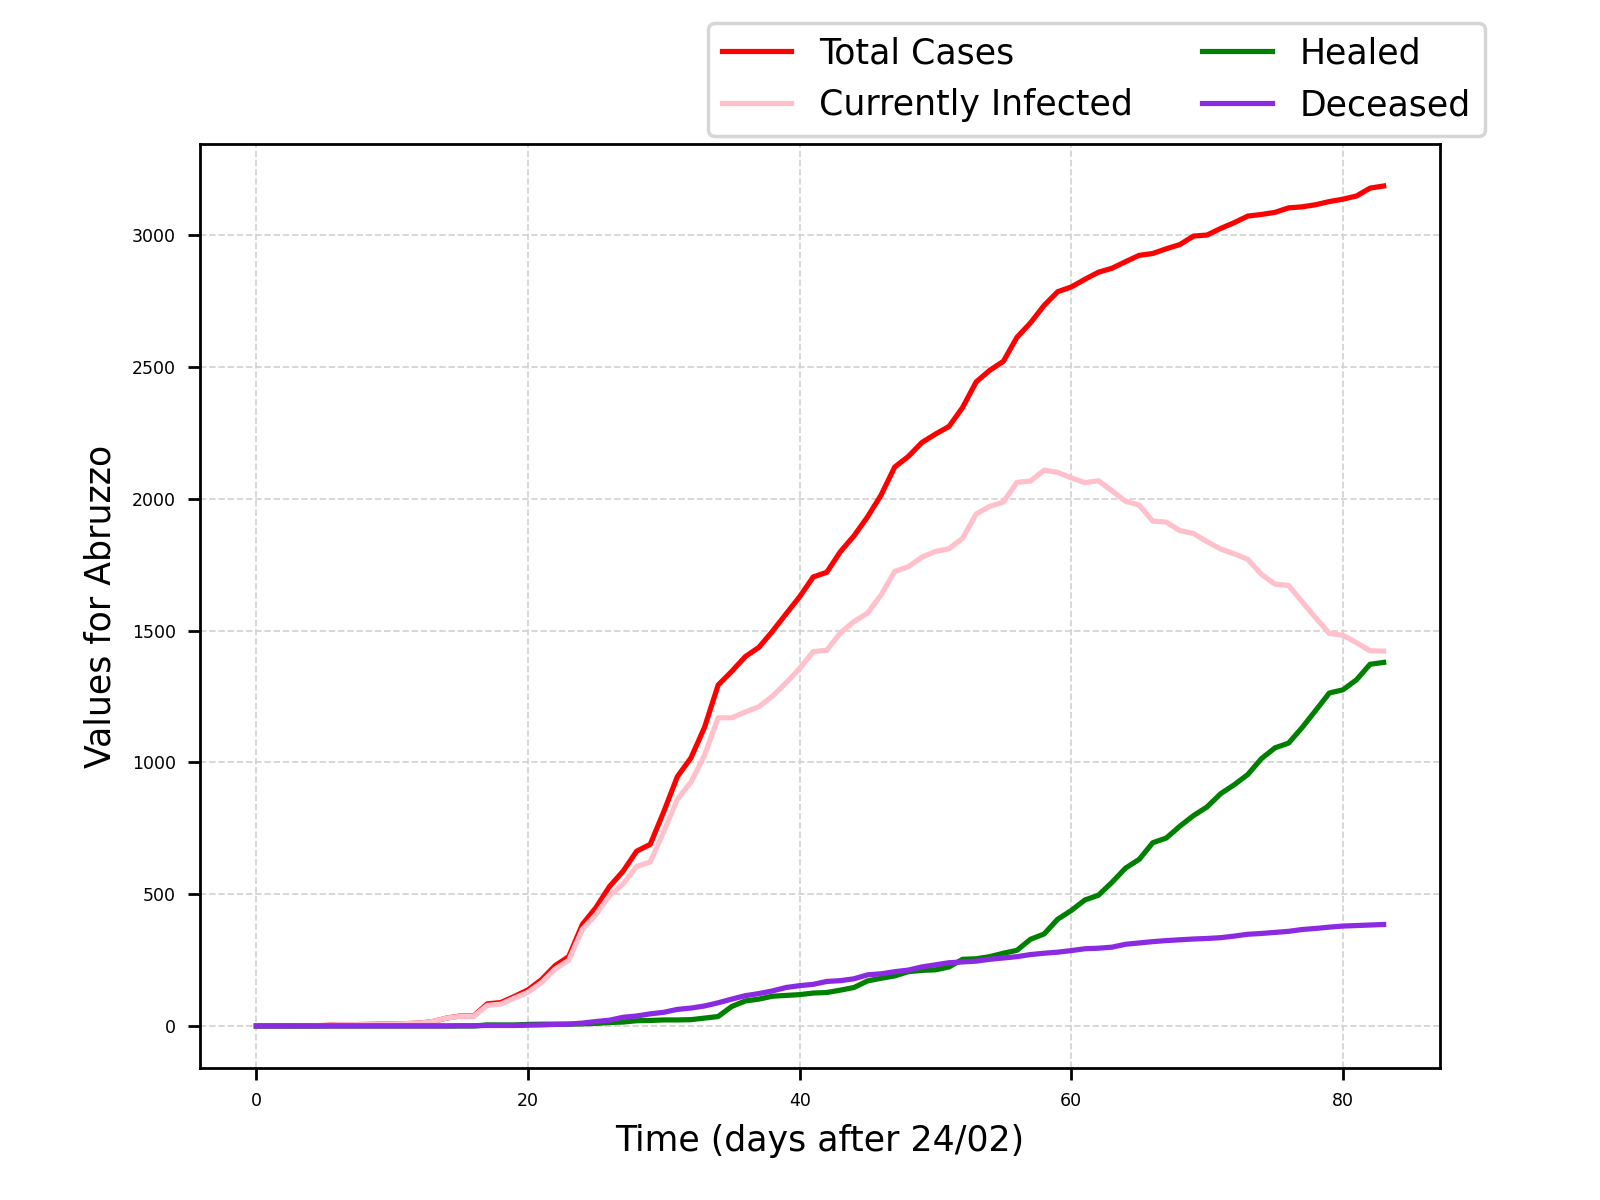 Total Cases
Currently Infected
Healed
Deceased
3000
2500
2000
1500
1000
500
0
Values for Abruzzo
0 20 40 60 80
Time (days after 24/02)